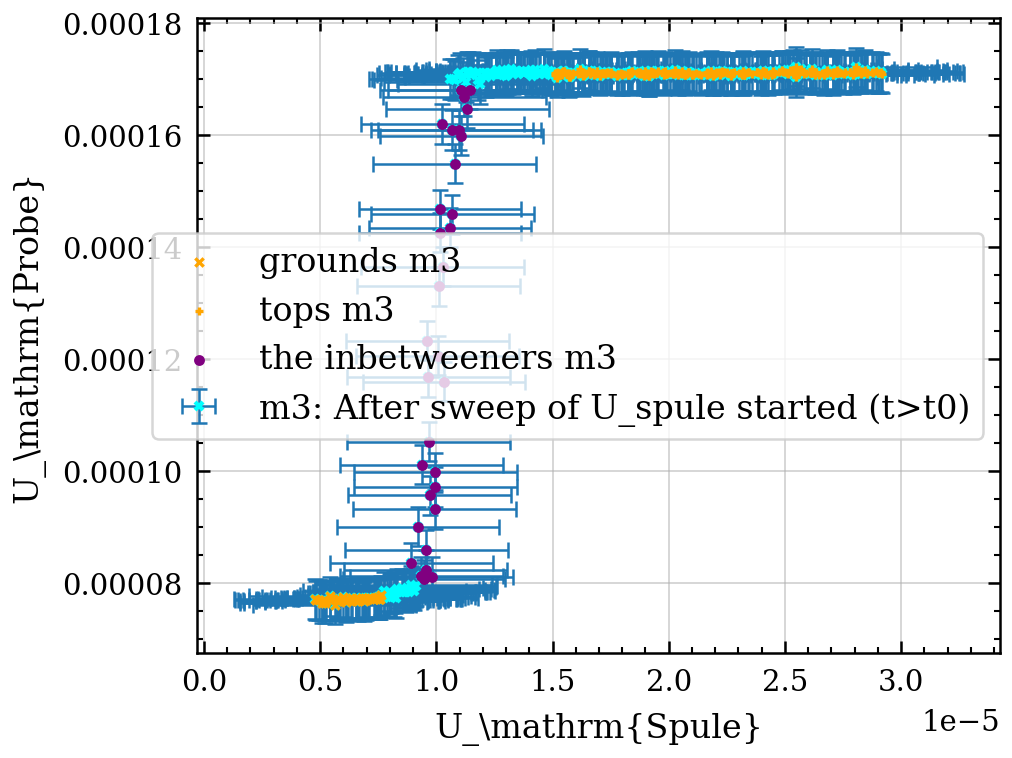 0.00018
0.00016
0.00014
0.00012
0.00010
0.00008
U_\mathrm{Probe}
grounds m3
tops m3
the inbetweeners m3
m3: After sweep of U_spule started (t>t0)
0.0 0.5 1.0 1.5 2.0 2.5 3.0
1e−5
U_\mathrm{Spule}